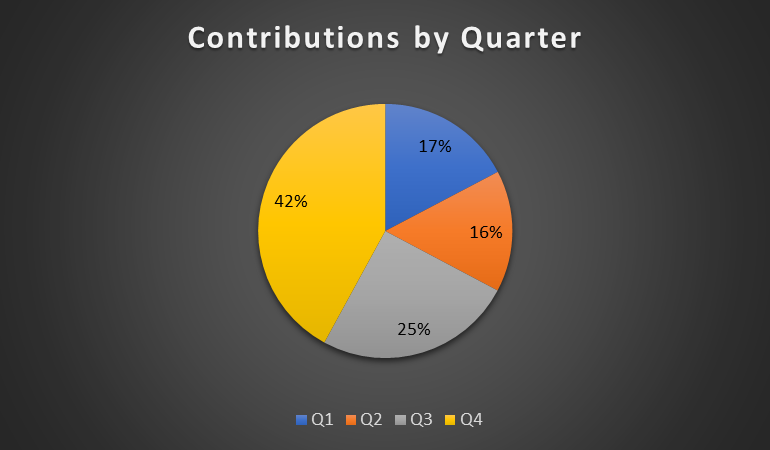 Contributions by Quarter
17%
42%
16%
25%
Q1 Q2 Q3 Q4